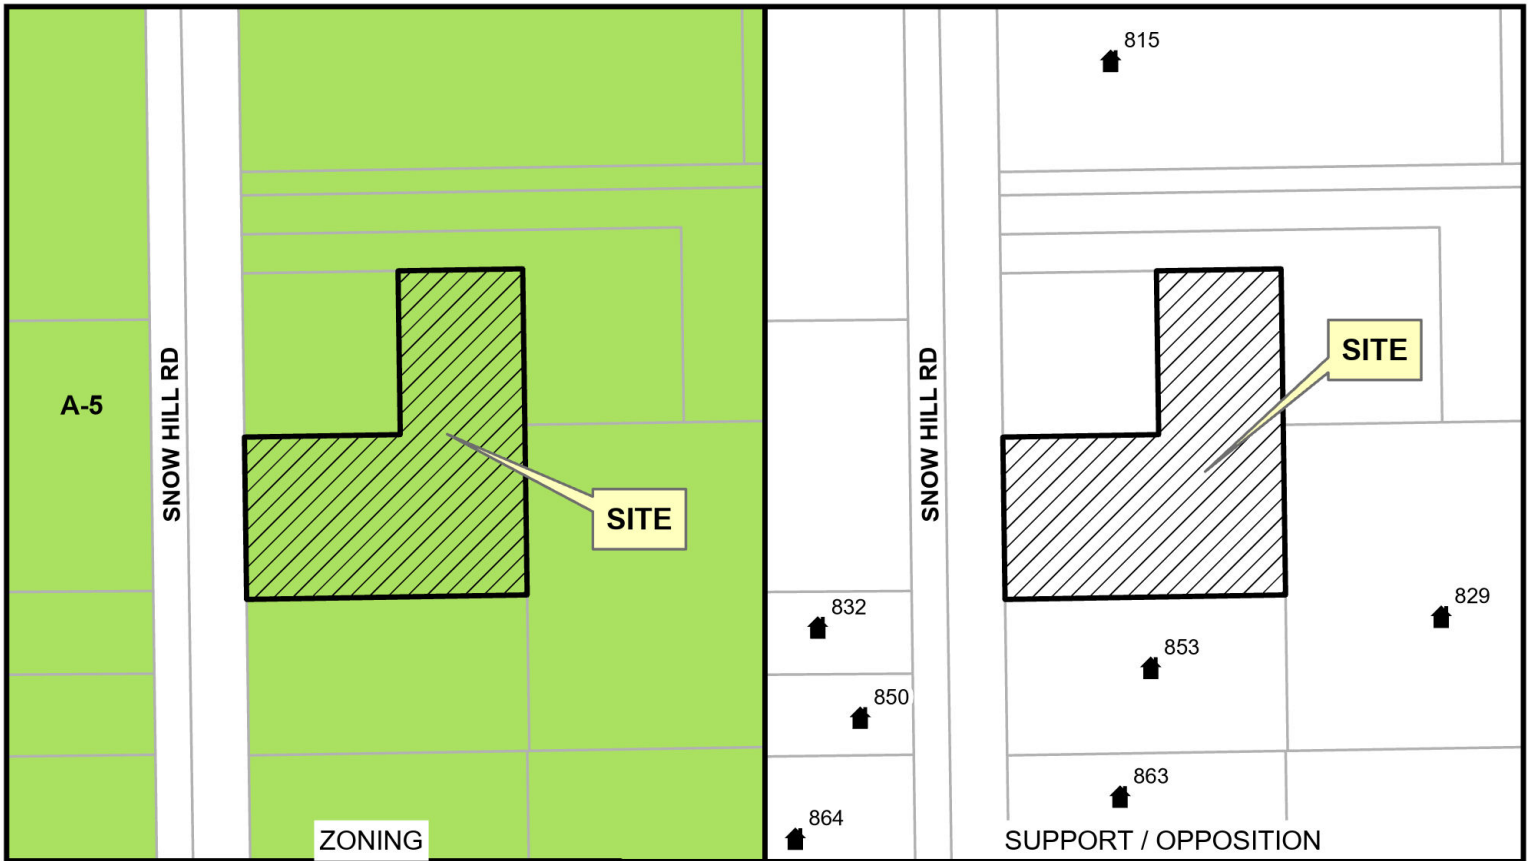 A-5
SNOW HILL RD
SITE
ZONING
815
SNOW HILL RD
SITE
832
829
853
850
863
864
SUPPORT / OPPOSITION